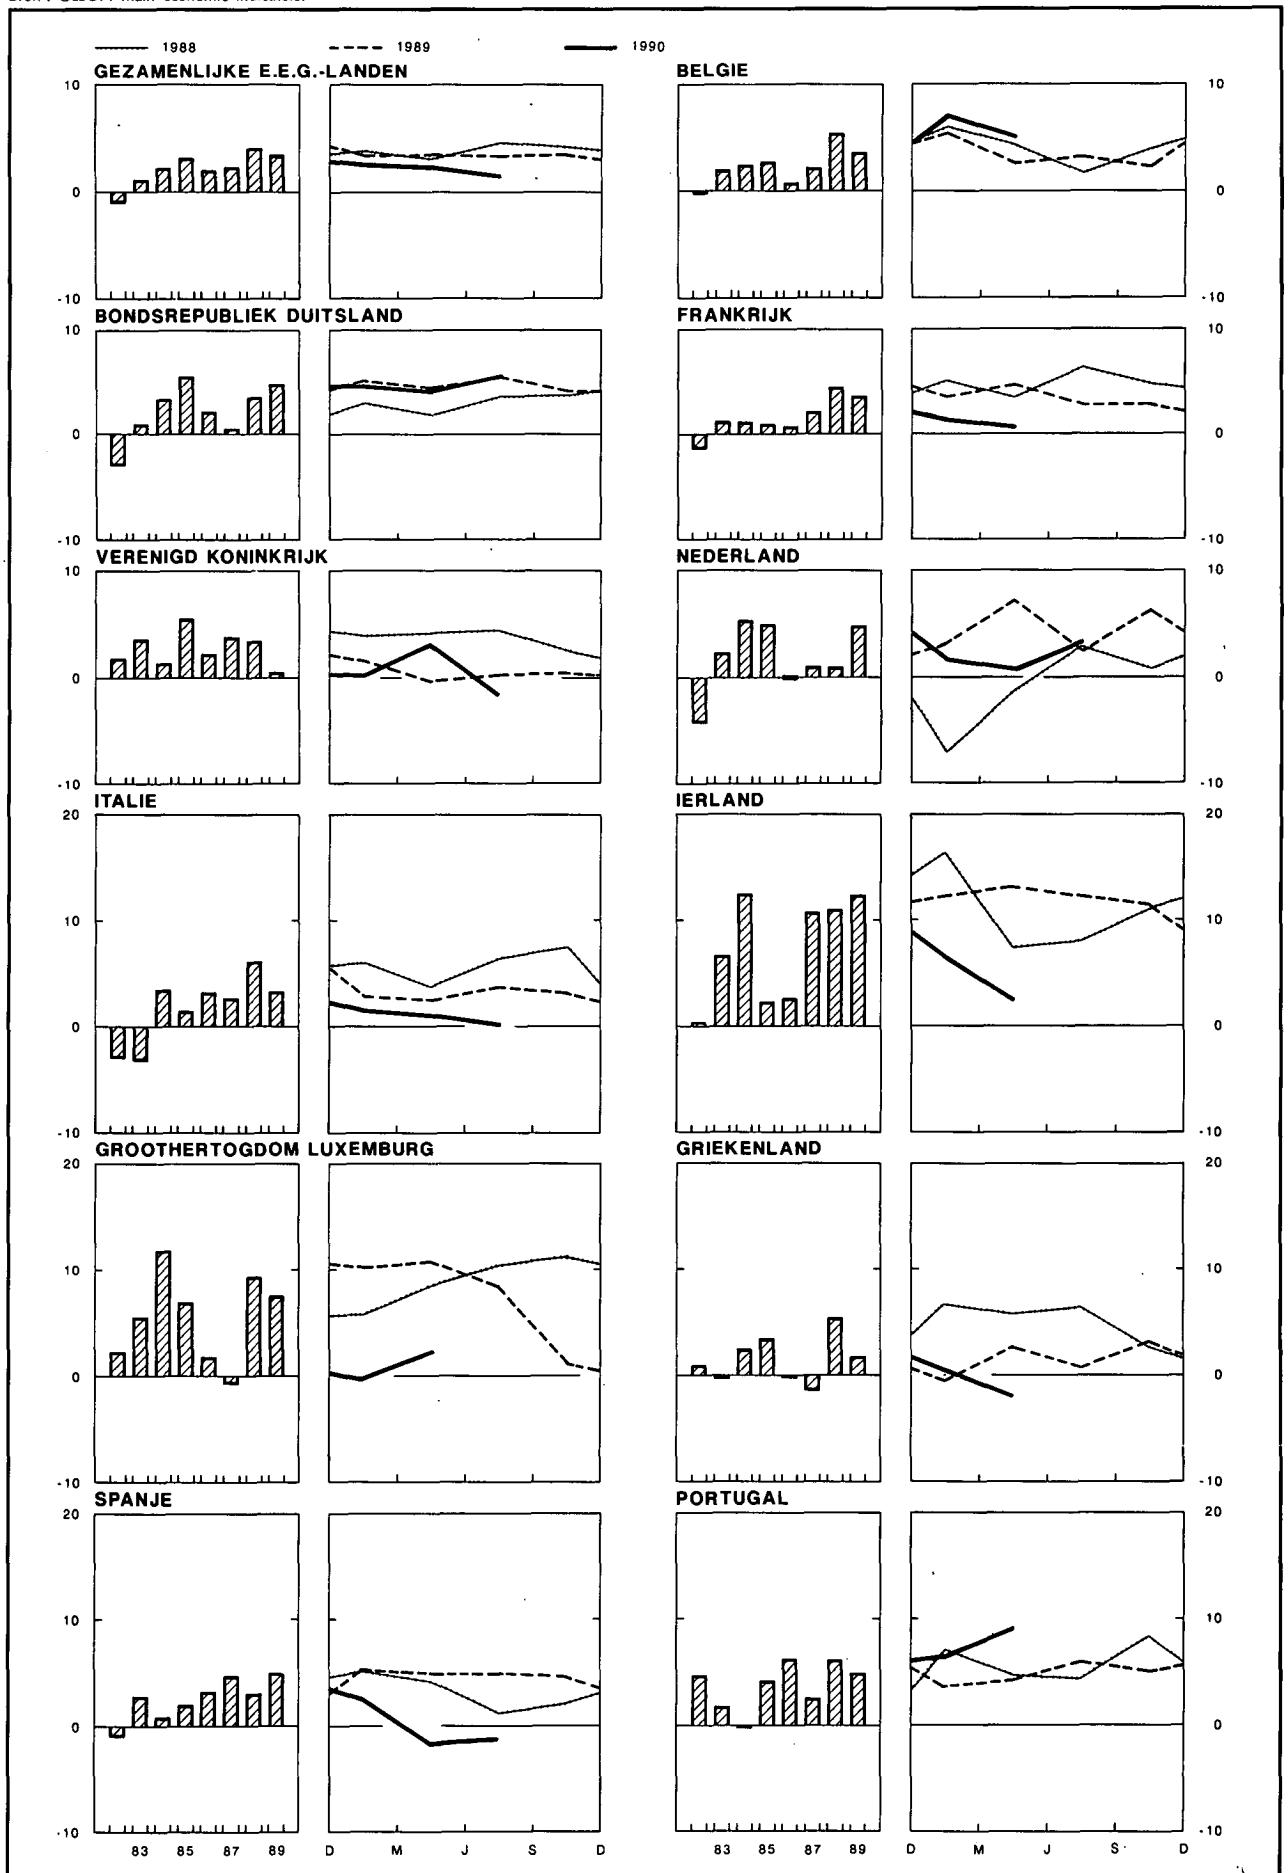 1988 1989 1990
GEZAMENLIJKE E.E.G.-LANDEN BELGIE
10 10
0 0
-10 -10
BONDSREPUBLIEK DUITSLAND FRANKRIJK
10 10
0 0
-10 -10
VERENIGD KONINKRIJK NEDERLAND
10 10
0 0
-10 -10
ITALIE IERLAND
20 20
10 10
0 0
-10 -10
GROOTHERTOGDOM LUXEMBURG GRIEKENLAND
20 20
10 10
0 0
-10 -10
SPANJE PORTUGAL
20 20
10 10
0 0
-10 -10
83 85 87 89 D M J S D 83 85 87 89 D M J S D